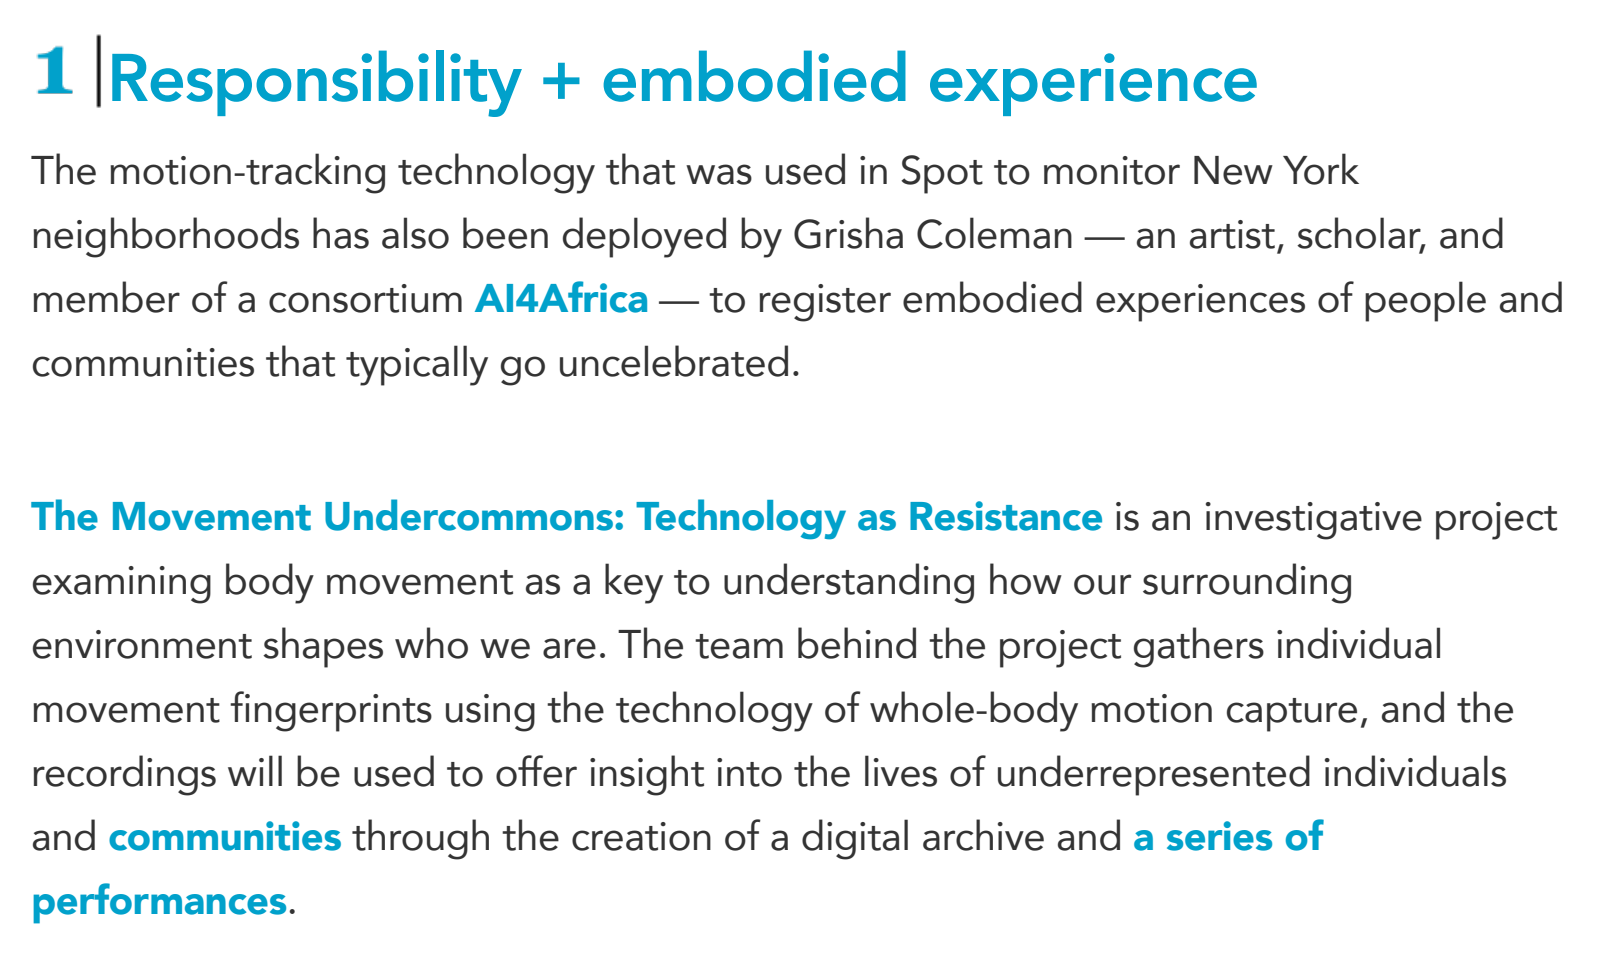 1 | Responsibility + embodied experience
The motion-tracking technology that was used in Spot to monitor New York
neighborhoods has also been deployed by Grisha Coleman — an artist, scholar, and
member of a consortium AI4Africa — to register embodied experiences of people and
communities that typically go uncelebrated.
The Movement Undercommons: Technology as Resistance is an investigative project
examining body movement as a key to understanding how our surrounding
environment shapes who we are. The team behind the project gathers individual
movement fingerprints using the technology of whole-body motion capture, and the
recordings will be used to offer insight into the lives of underrepresented individuals
and communities through the creation of a digital archive and a series of
performances.